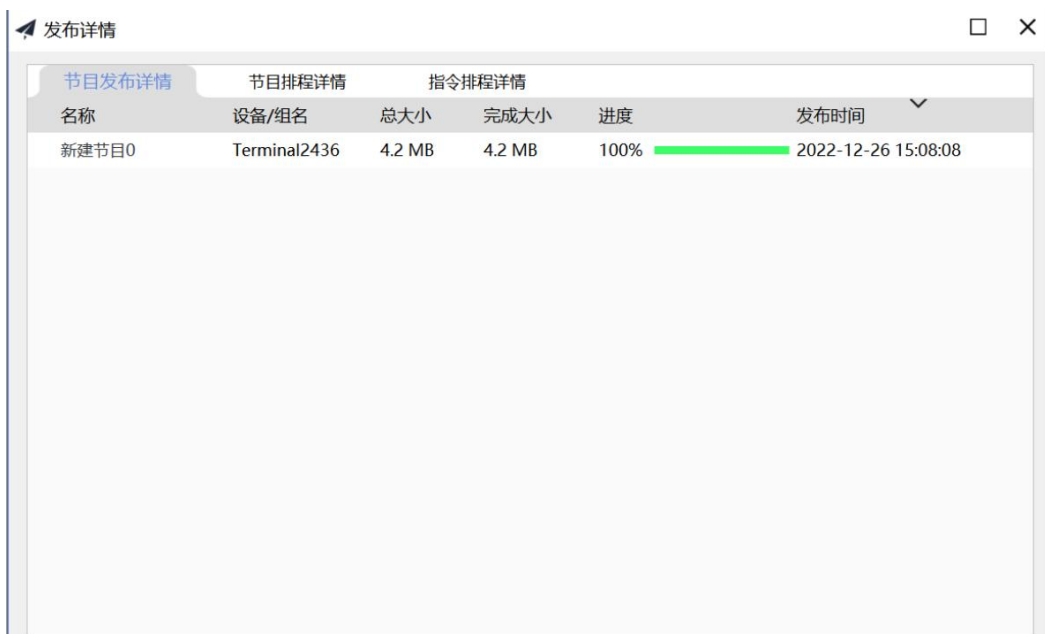 发布详情
节目发布详情 节目排程详情 指令排程详情
名称 设备/组名 总大小 完成大小 进度 发布时间
新建节目0 Terminal2436 4.2 MB 4.2 MB 100% 2022-12-26 15:08:08